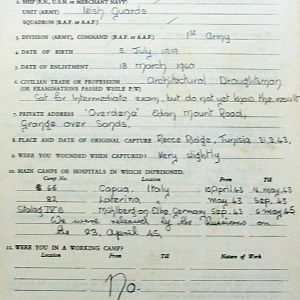 2. SHIP (R.N., U.S.N. or MERCHANT NAVY)
UNIT (ARMY) Irish Guards
SQUADRON (R.A.F. or A.A.F.)
3. DIVISION (ARMY), COMMAND (R.A.F. or A.A.F.) 1st Army
4. DATE OF BIRTH 5 July, 1919
5. DATE OF ENLISTMENT 18 March 1940
6. CIVILIAN TRADE OR PROFESSION Architectural Draughtsman.
(OR EXAMINATIONS PASSED WHILE P/W)
Sat for Intermediate exam, but do not yet know the result
7. PRIVATE ADDRESS 'Overdene' Eden Mount Road,
Grange over Sands.
8. PLACE AND DATE OF ORIGINAL CAPTURE Recce Ridge, Tunisia 31.3.43.
9. WERE YOU WOUNDED WHEN CAPTURED? Very slightly
10. MAIN CAMPS OR HOSPITALS IN WHICH IMPRISONED.
Camp No. Location From Till
66 Capua. Italy 10 April 43 14 may 43
82 Laterina " may 43 Sep. 43
Stalag IV B Mühlberg on Elbe, Germany Sep. 43 6 may 45
We were released by the Russians on
the 23. April 45.
11. WERE YOU IN A WORKING CAMP?
Location From Till Nature of Work
No.